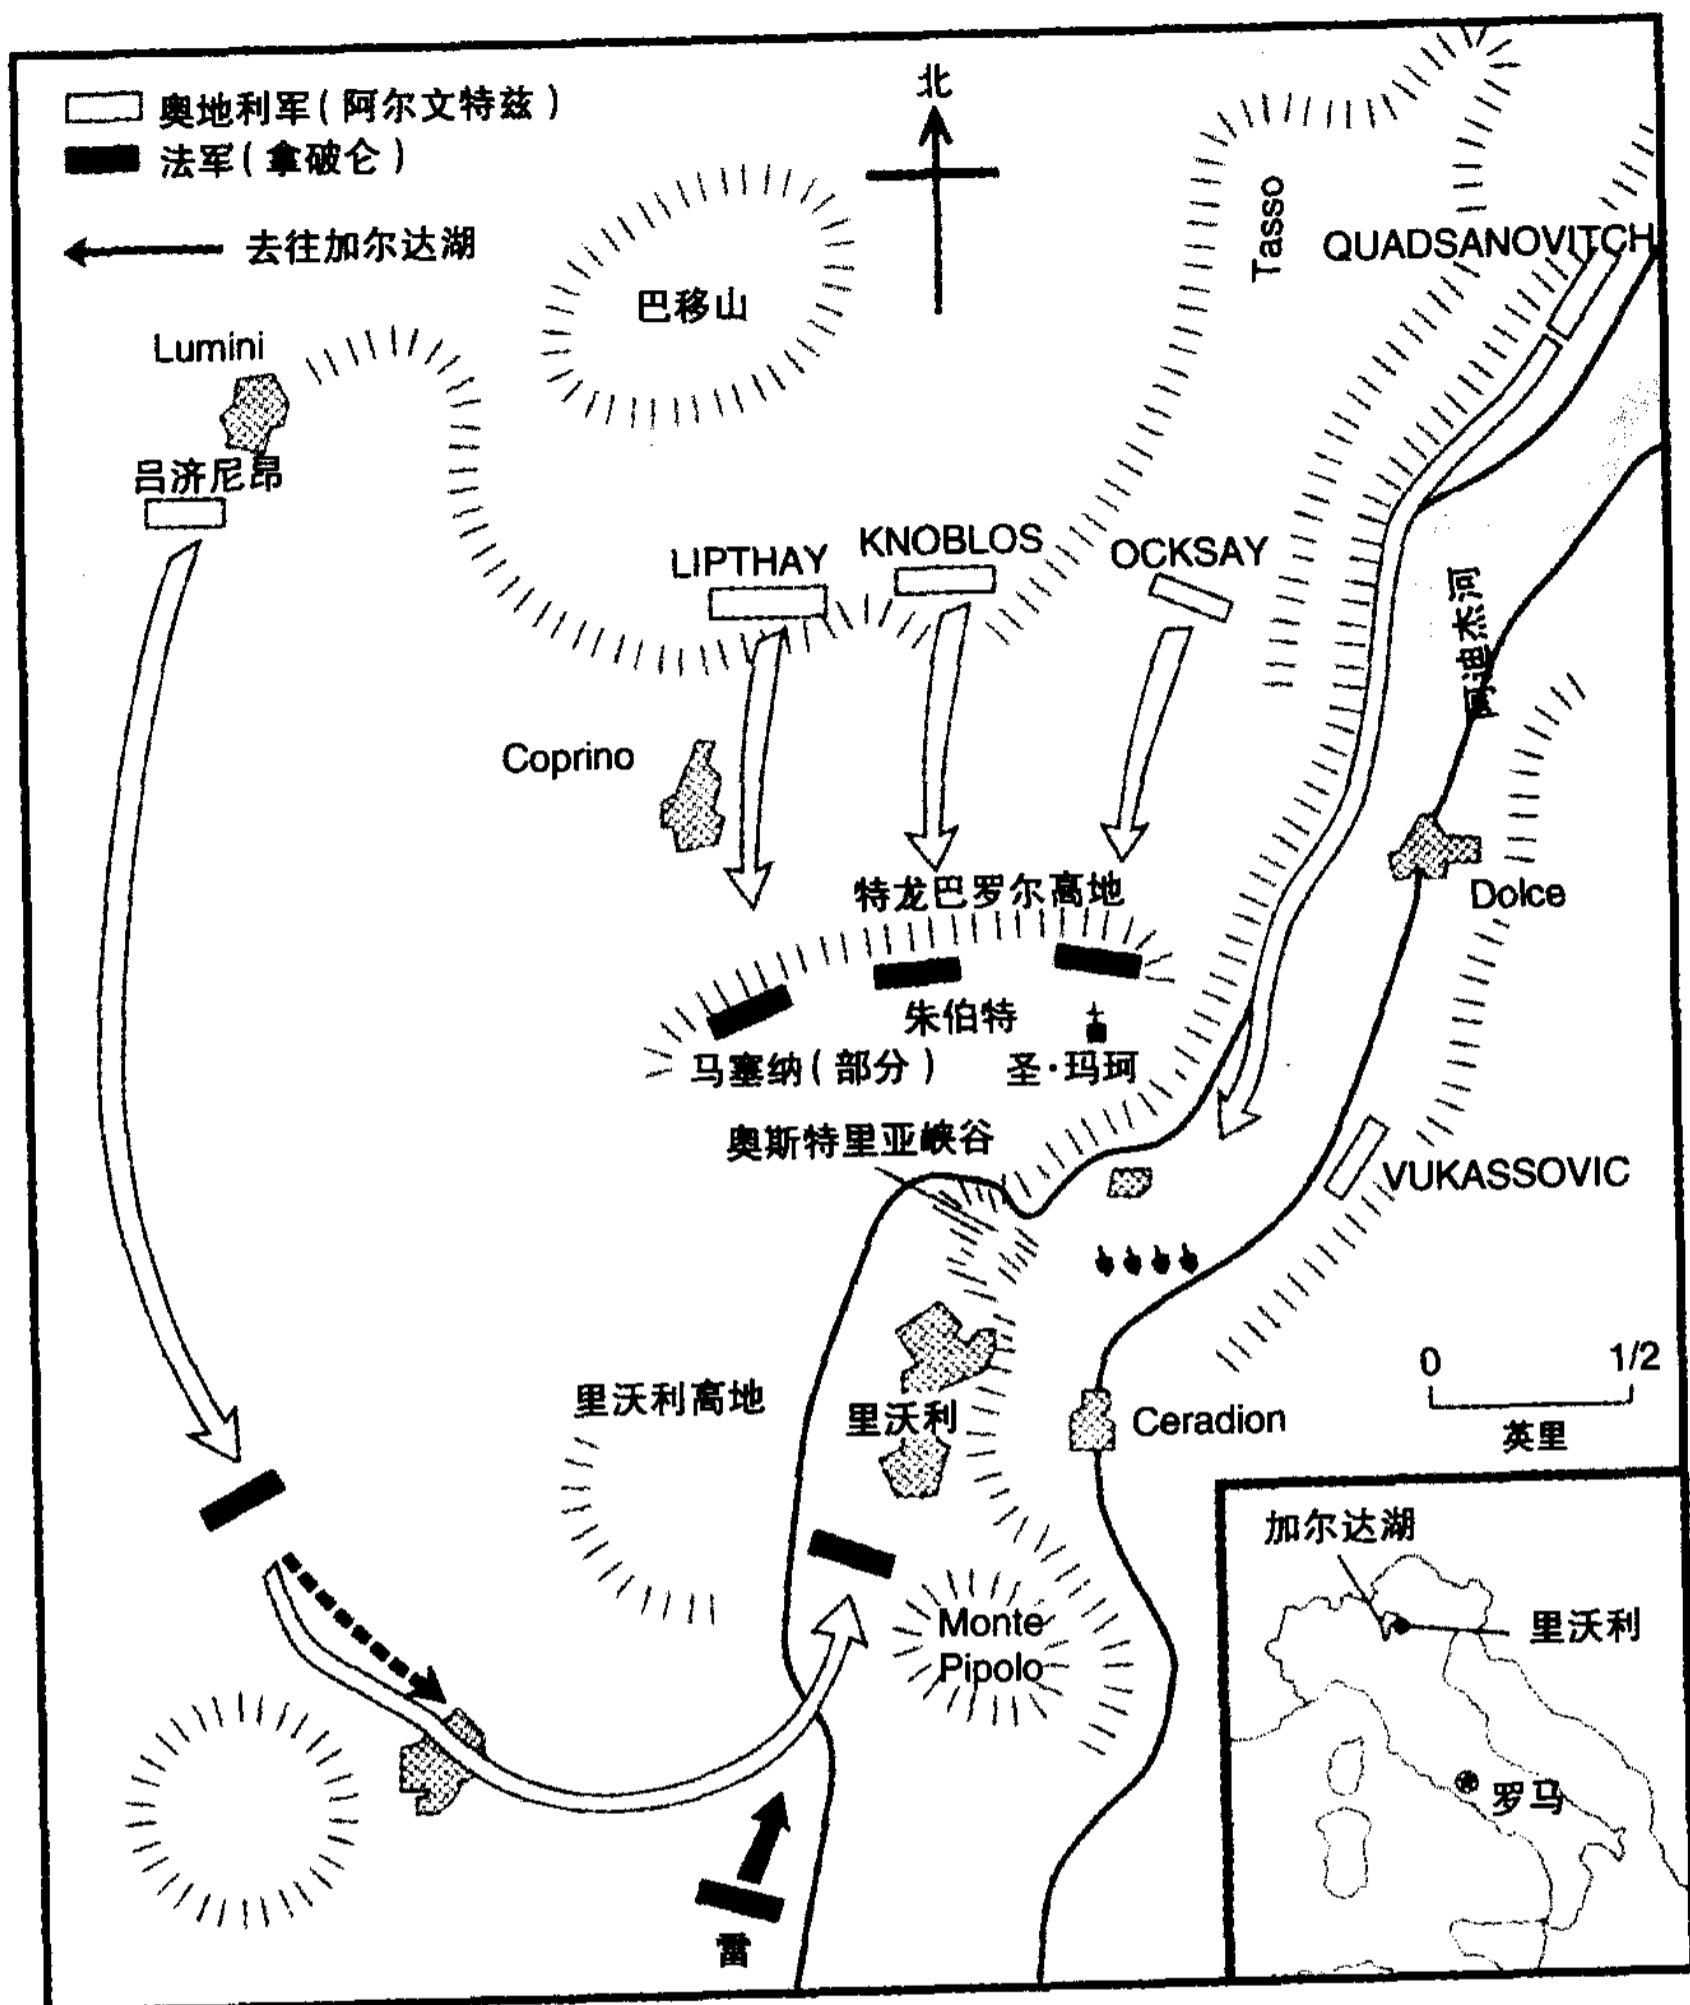 奥地利军(阿尔文特兹)
法军(拿破仑)
去往加尔达湖
北
Tasso
QUADSANOVITCH
巴移山
Lumini
吕济尼昂
LIPTHAY
KNOBLOS
OCKSAY
阿迪杰河
Coprino
特龙巴罗尔高地
Dolce
朱伯特
马塞纳(部分)
圣·玛珂
奥斯特里亚峡谷
VUKASSOVIC
里沃利高地
里沃利
Ceradion
0 1/2
英里
加尔达湖
里沃利
罗马
Monte
Pipolo
雷